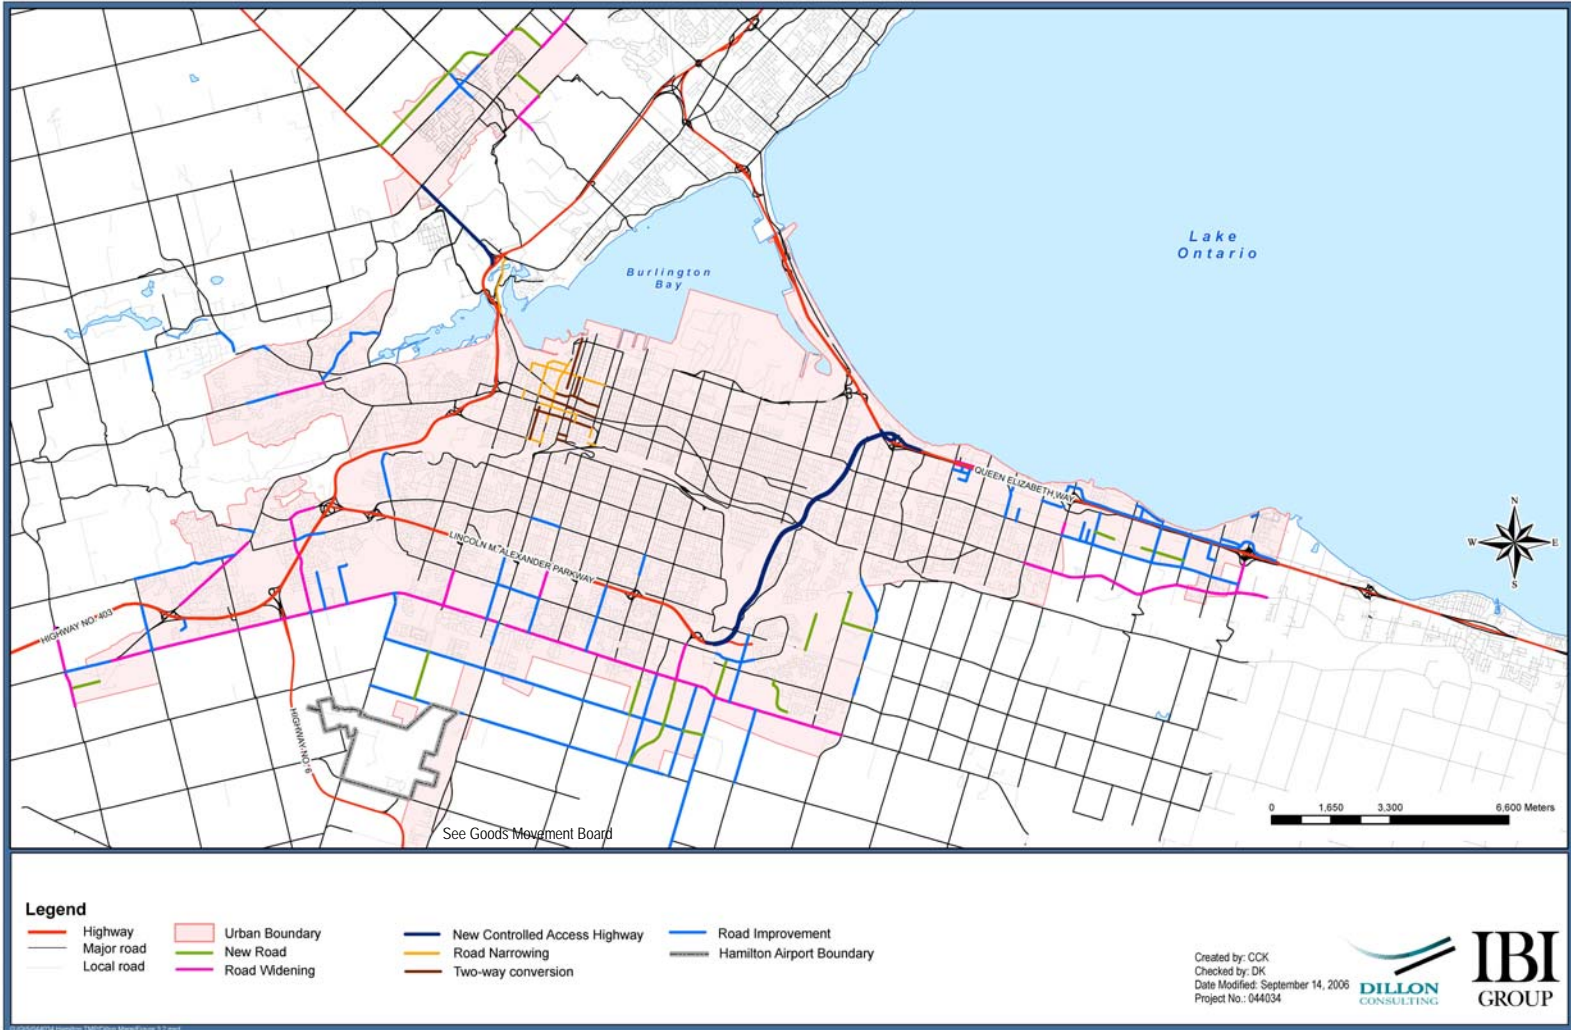 Lake
Ontario
Burlington
Bay
QUEEN ELIZABETH WAY
LINCOLN M. ALEXANDER PARKWAY
HIGHWAY NO. 403
HIGHWAY NO. 6
N
W
E
S
0 1,650 3,300 6,600 Meters
See Goods Movement Board
Legend
Highway
Major road
Local road
Urban Boundary
New Road
Road Widening
New Controlled Access Highway
Road Narrowing
Two-way conversion
Road Improvement
Hamilton Airport Boundary
Created by: CCK
Checked by: DK
Date Modified: September 14, 2006
Project No.: 044034
DILLON
CONSULTING
IBI
GROUP